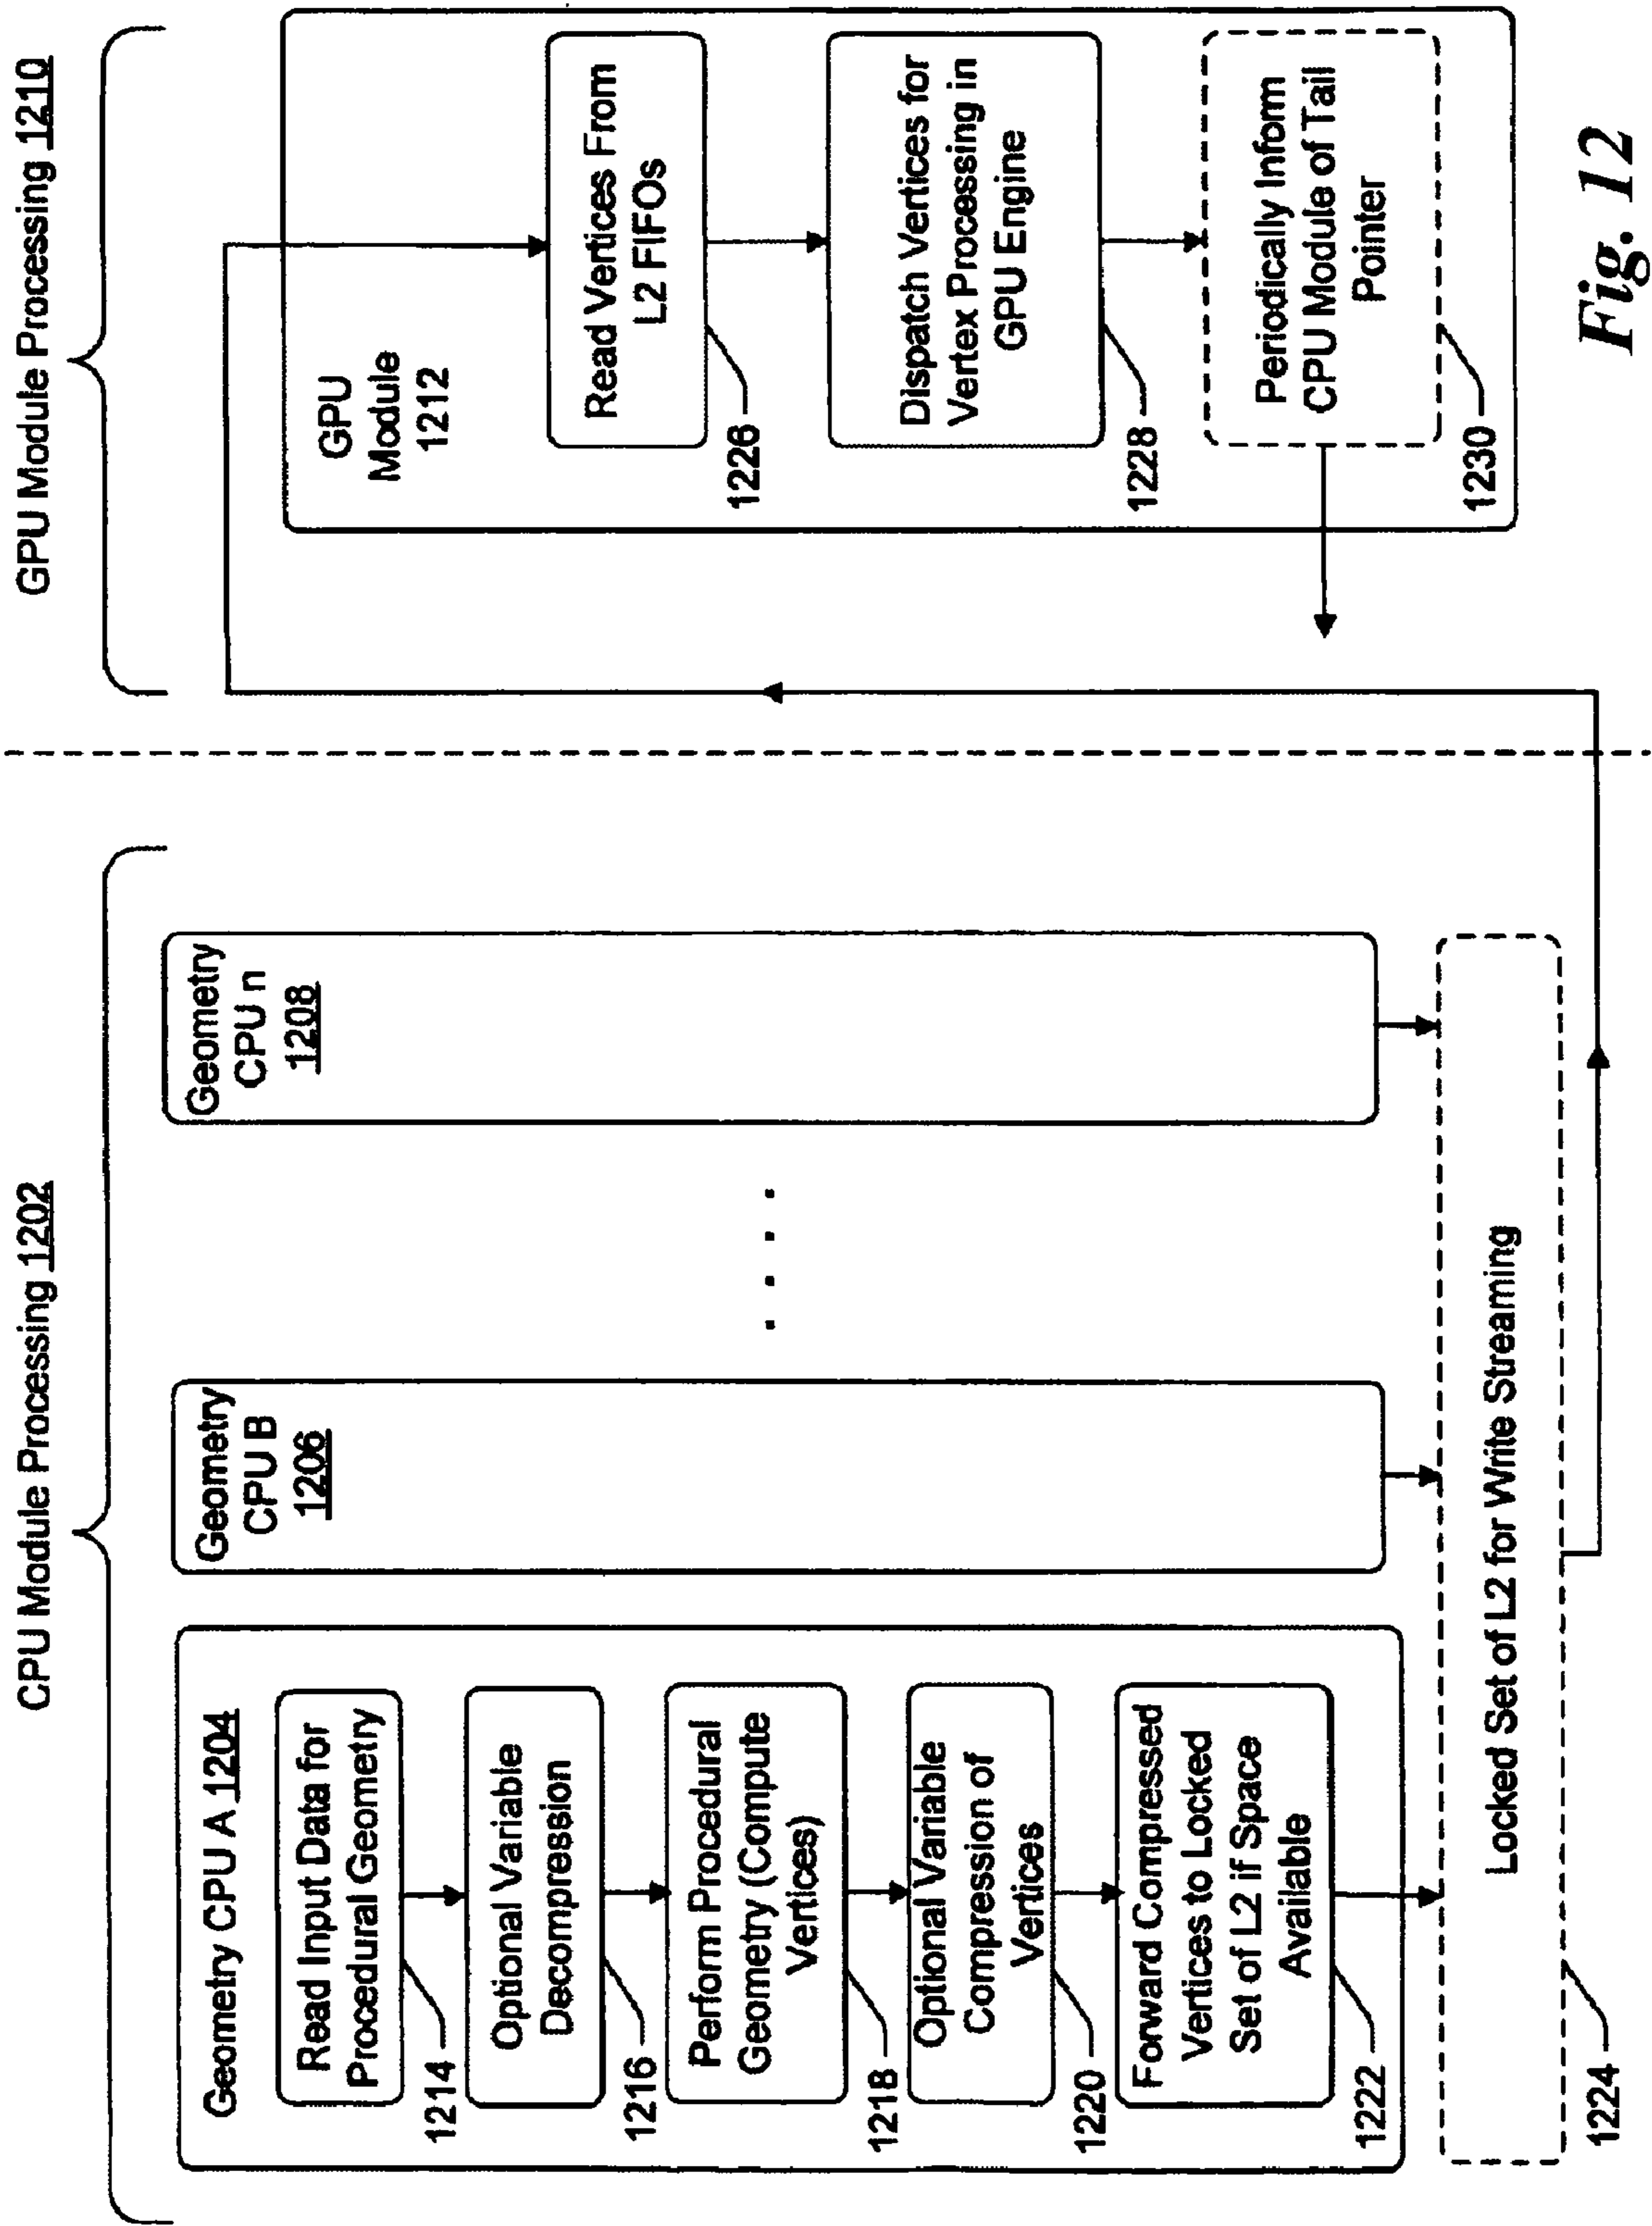 CPU Module Processing 1202
GPU Module Processing 1210
Geometry CPU A 1204
Read Input Data for
Procedural Geometry
1214
Optional Variable
Decompression
1216
Perform Procedural
Geometry (Compute
Vertices)
1218
Optional Variable
Compression of
Vertices
1220
Forward Compressed
Vertices to Locked
Set of L2 if Space
Available
1222
Geometry
CPU B
1206
. . . .
Geometry
CPU n
1208
Locked Set of L2 for Write Streaming
1224
GPU
Module
1212
Read Vertices From
L2 FIFOs
1226
Dispatch Vertices for
Vertex Processing in
GPU Engine
1228
Periodically Inform
CPU Module of Tail
Pointer
1230
Fig. 12